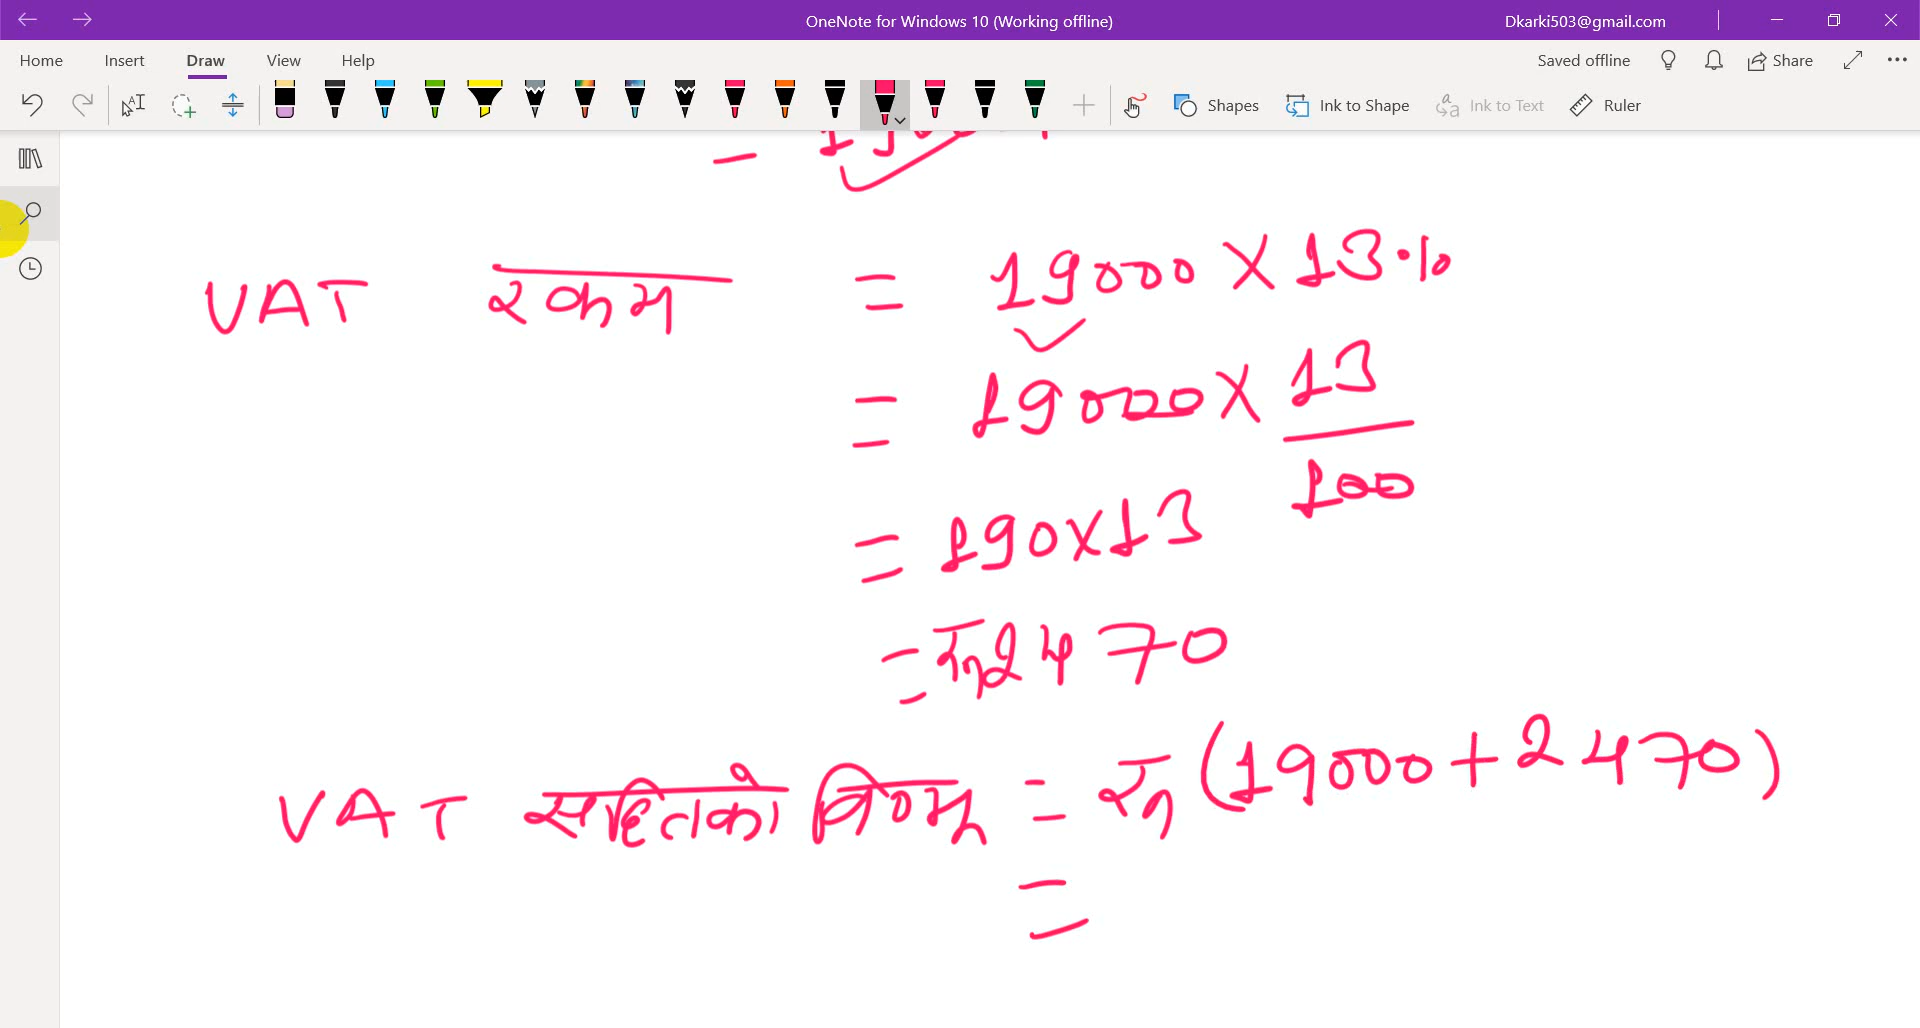 OneNote for Windows 10 (Working offline)
Dkarki503@gmail.com
Home Insert Draw View Help
Saved offline Share
Shapes Ink to Shape Ink to Text Ruler
VAT रकम = 19000 × 13%
= 19000 × 13/100
= 190 × 13
= रु 2470
VAT सहितको बिक्रय = रु (19000 + 2470)
=